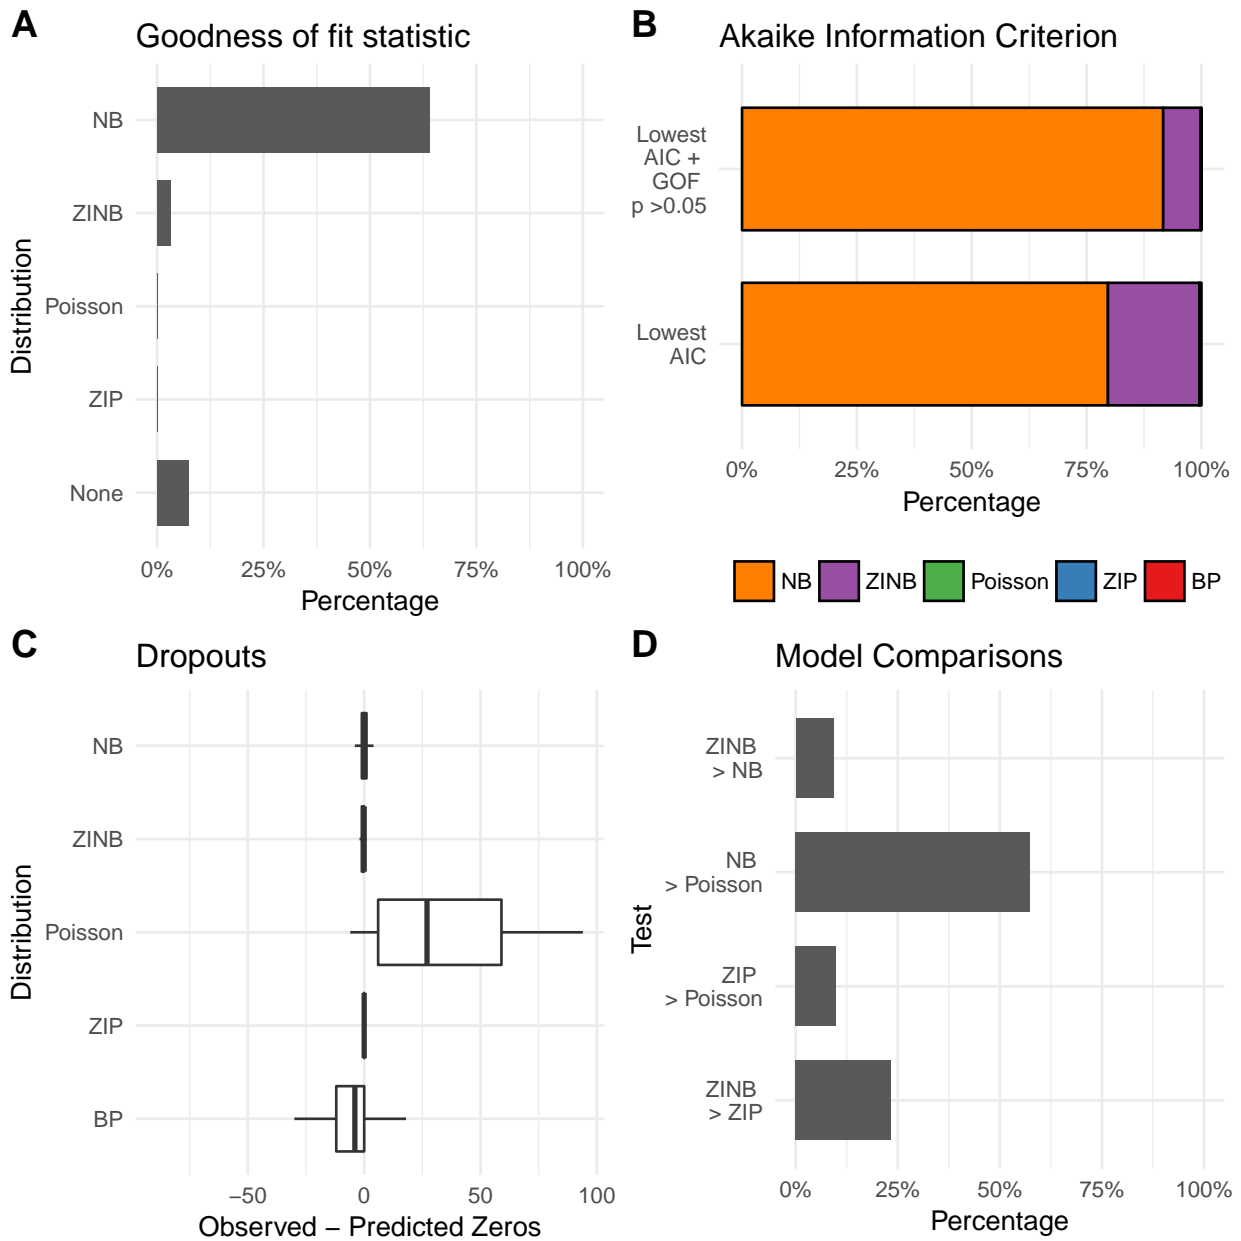 A
Goodness of fit statistic
Distribution
NB
ZINB
Poisson
ZIP
None
0%
25%
50%
75%
100%
Percentage
B
Akaike Information Criterion
Lowest
AIC +
GOF
p >0.05
Lowest
AIC
0%
25%
50%
75%
100%
Percentage
NB
ZINB
Poisson
ZIP
BP
C
Dropouts
Distribution
NB
ZINB
Poisson
ZIP
BP
−50
0
50
100
Observed − Predicted Zeros
D
Model Comparisons
Test
ZINB
> NB
NB
> Poisson
ZIP
> Poisson
ZINB
> ZIP
0%
25%
50%
75%
100%
Percentage